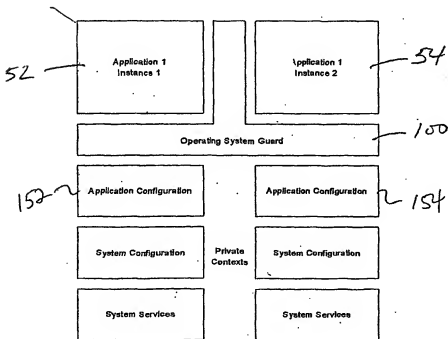 52
Application 1
Instance 1
Application 1
Instance 2
54
Operating System Guard
100
152
Application Configuration
Application Configuration
154
System Configuration
Private
Contexts
System Configuration
System Services
System Services